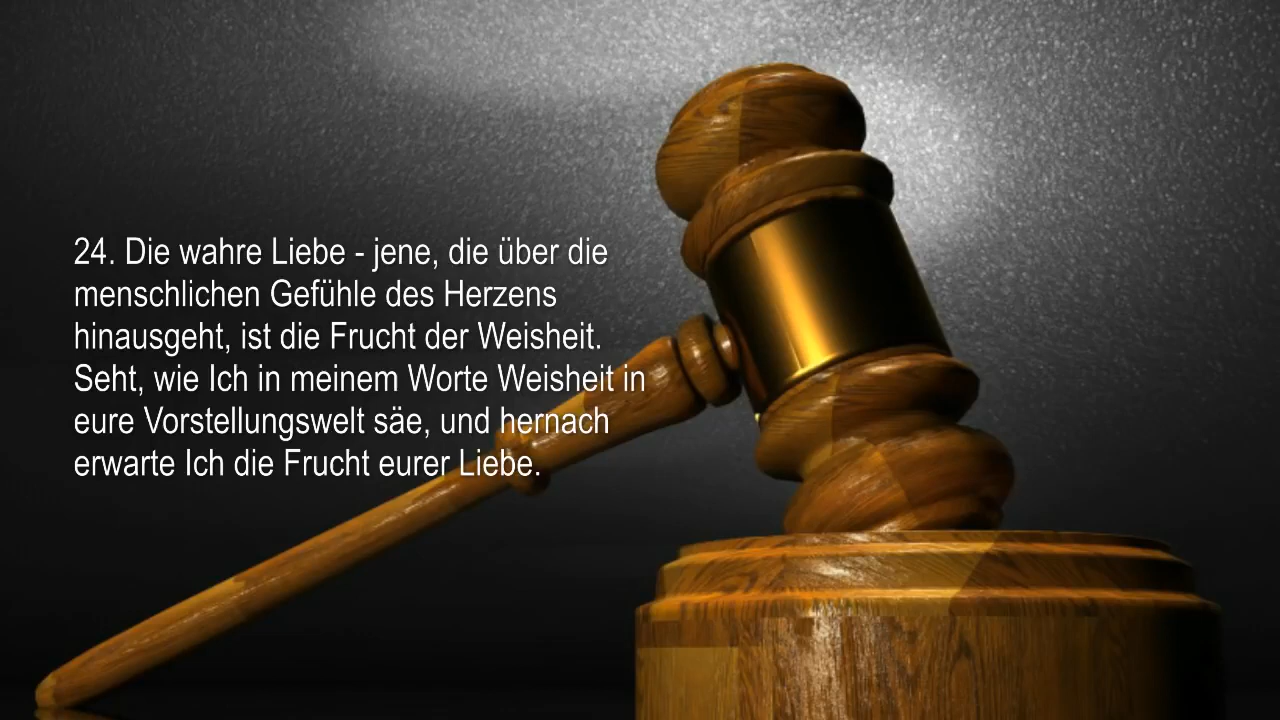 24. Die wahre Liebe - jene, die über die
menschlichen Gefühle des Herzens
hinausgeht, ist die Frucht der Weisheit.
Seht, wie Ich in meinem Worte Weisheit in
eure Vorstellungswelt säe, und hernach
erwarte Ich die Frucht eurer Liebe.